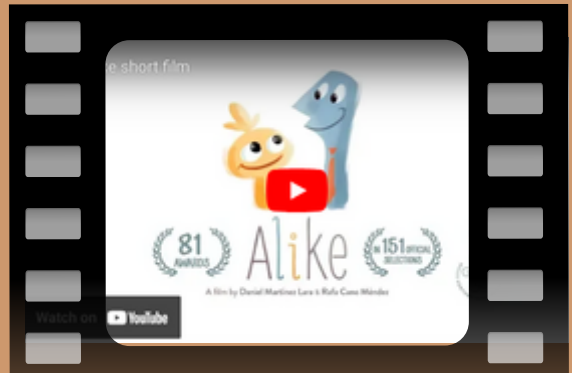 e short film
81
AWARDS
Alike
IN 151 OFFICIAL
SELECTIONS
A film by Daniel Martínez Lara & Rafa Cano Méndez
Watch on YouTube